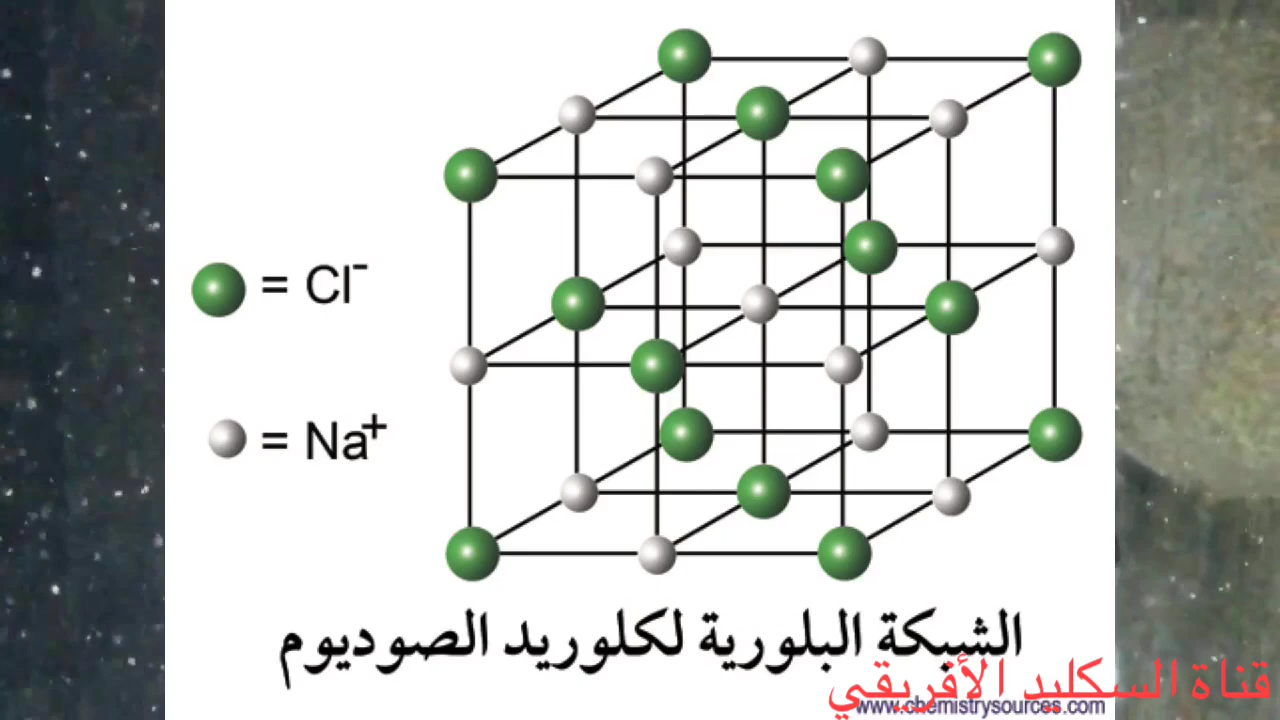 = Cl⁻
= Na⁺
الشبكة البلورية لكلوريد الصوديوم
قناة السكليد الأفريقي
www.chemistrysources.com